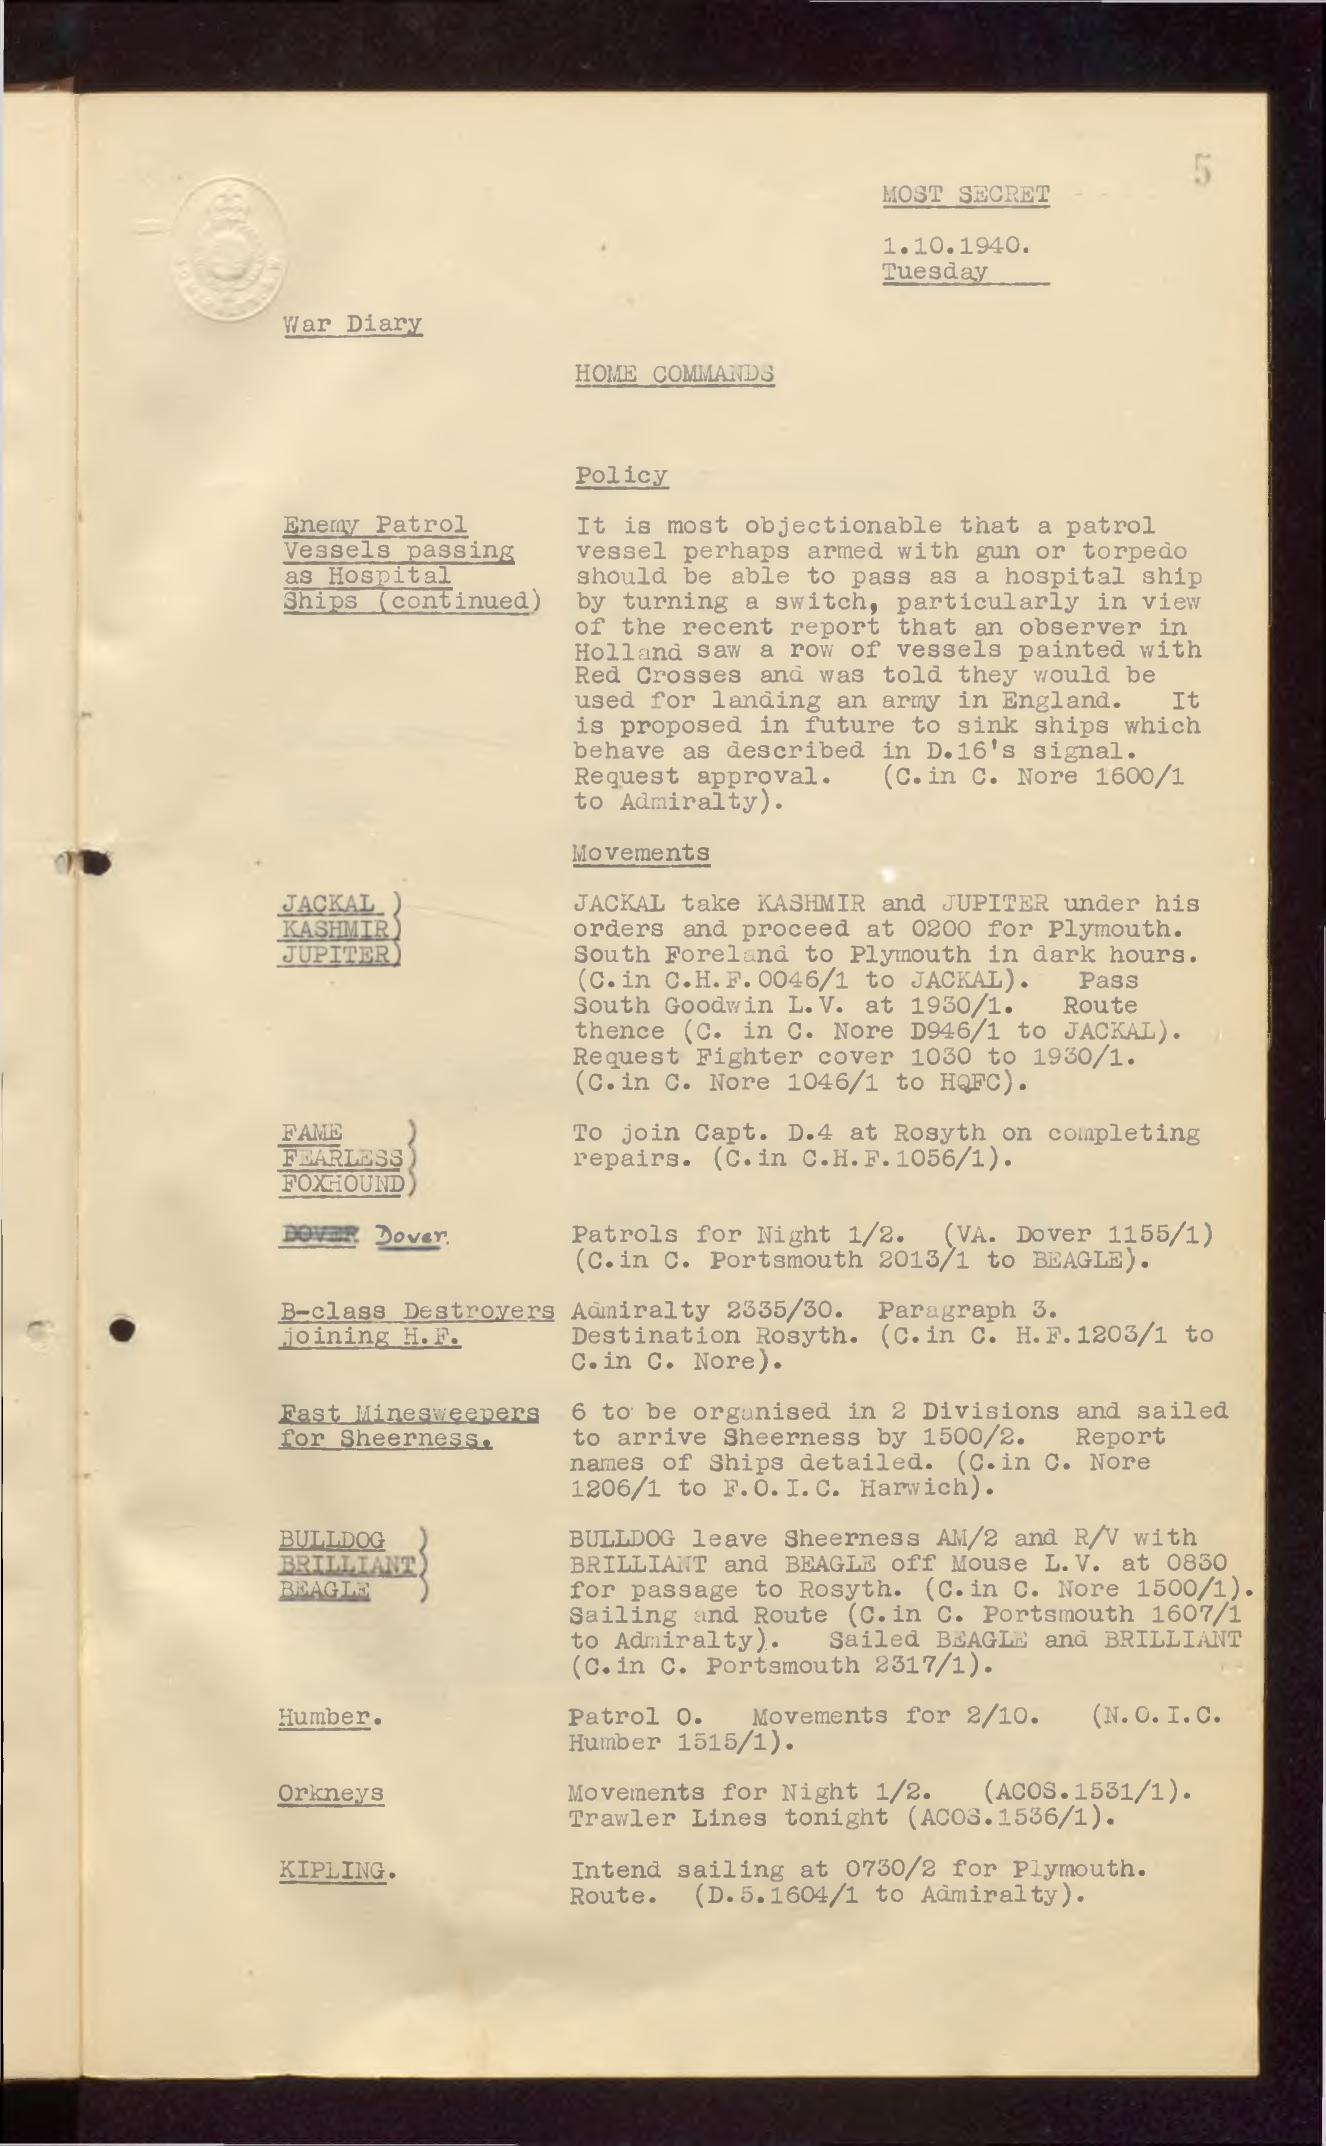 5
MOST SECRET
1.10.1940.
Tuesday
War Diary
HOME COMMANDS
Policy
Enemy Patrol
Vessels passing
as Hospital
Ships (continued)
It is most objectionable that a patrol
vessel perhaps armed with gun or torpedo
should be able to pass as a hospital ship
by turning a switch, particularly in view
of the recent report that an observer in
Holland saw a row of vessels painted with
Red Crosses and was told they would be
used for landing an army in England. It
is proposed in future to sink ships which
behave as described in D.16's signal.
Request approval. (C.in C. Nore 1600/1
to Admiralty).
Movements
JACKAL )
KASHMIR)
JUPITER)
JACKAL take KASHMIR and JUPITER under his
orders and proceed at 0200 for Plymouth.
South Foreland to Plymouth in dark hours.
(C.in C.H.F.0046/1 to JACKAL). Pass
South Goodwin L.V. at 1930/1. Route
thence (C. in C. Nore D946/1 to JACKAL).
Request Fighter cover 1030 to 1930/1.
(C.in C. Nore 1046/1 to HQFC).
FAME )
FEARLESS)
FOXHOUND)
To join Capt. D.4 at Rosyth on completing
repairs. (C.in C.H.F.1056/1).
DOVER Dover.
Patrols for Night 1/2. (VA. Dover 1155/1)
(C.in C. Portsmouth 2013/1 to BEAGLE).
B-class Destroyers
joining H.F.
Admiralty 2335/30. Paragraph 3.
Destination Rosyth. (C.in C. H.F.1203/1 to
C.in C. Nore).
Fast Minesweepers
for Sheerness.
6 to be organised in 2 Divisions and sailed
to arrive Sheerness by 1500/2. Report
names of Ships detailed. (C.in C. Nore
1206/1 to F.O.I.C. Harwich).
BULLDOG )
BRILLIANT)
BEAGLE )
BULLDOG leave Sheerness AM/2 and R/V with
BRILLIANT and BEAGLE off Mouse L.V. at 0830
for passage to Rosyth. (C.in C. Nore 1500/1).
Sailing and Route (C.in C. Portsmouth 1607/1
to Admiralty). Sailed BEAGLE and BRILLIANT
(C.in C. Portsmouth 2317/1).
Humber.
Patrol O. Movements for 2/10. (N.O.I.C.
Humber 1515/1).
Orkneys
Movements for Night 1/2. (ACOS.1531/1).
Trawler Lines tonight (ACOS.1536/1).
KIPLING.
Intend sailing at 0730/2 for Plymouth.
Route. (D.5.1604/1 to Admiralty).